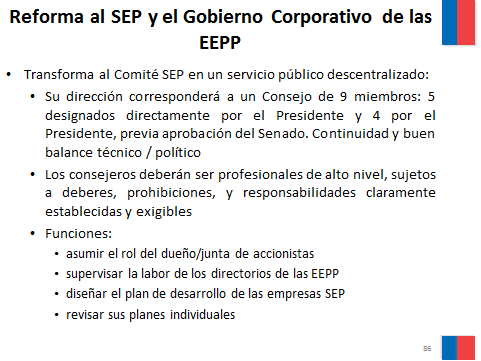 Reforma al SEP y el Gobierno Corporativo de las
EEPP
• Transforma al Comité SEP en un servicio público descentralizado:
• Su dirección corresponderá a un Consejo de 9 miembros: 5
designados directamente por el Presidente y 4 por el
Presidente, previa aprobación del Senado. Continuidad y buen
balance técnico / político
• Los consejeros deberán ser profesionales de alto nivel, sujetos
a deberes, prohibiciones, y responsabilidades claramente
establecidas y exigibles
• Funciones:
• asumir el rol del dueño/junta de accionistas
• supervisar la labor de los directorios de las EEPP
• diseñar el plan de desarrollo de las empresas SEP
• revisar sus planes individuales
86